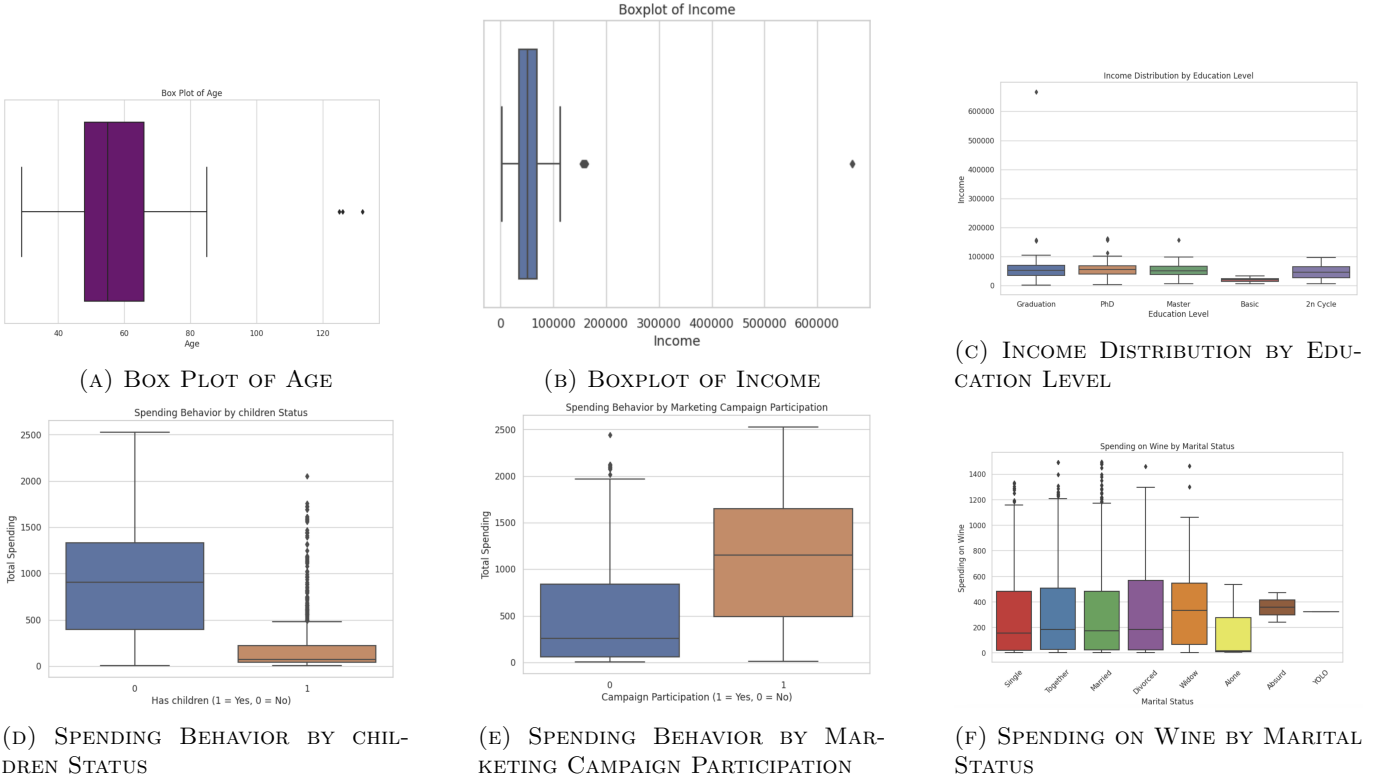 Box Plot of Age
40 60 80 100 120
Age
(A) Box Plot of Age
Boxplot of Income
0 100000 200000 300000 400000 500000 600000
Income
(B) Boxplot of Income
Income Distribution by Education Level
600000
500000
400000
300000
200000
100000
0
Income
Graduation PhD Master Basic 2n Cycle
Education Level
(C) Income Distribution by Edu-
cation Level
Spending Behavior by children Status
2500
2000
1500
1000
500
0
Total Spending
0 1
Has children (1 = Yes, 0 = No)
(D) Spending Behavior by chil-
dren Status
Spending Behavior by Marketing Campaign Participation
2500
2000
1500
1000
500
0
Total Spending
0 1
Campaign Participation (1 = Yes, 0 = No)
(E) Spending Behavior by Mar-
keting Campaign Participation
Spending on Wine by Marital Status
1400
1200
1000
800
600
400
200
0
Spending on Wine
Single Together Married Divorced Widow Alone Absurd YOLO
Marital Status
(F) Spending on Wine by Marital
Status